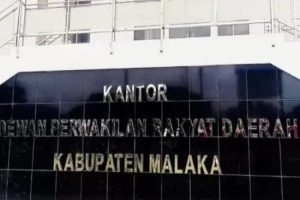 KANTOR
DEWAN PERWAKILAN RAKYAT DAERAH
KABUPATEN MALAKA